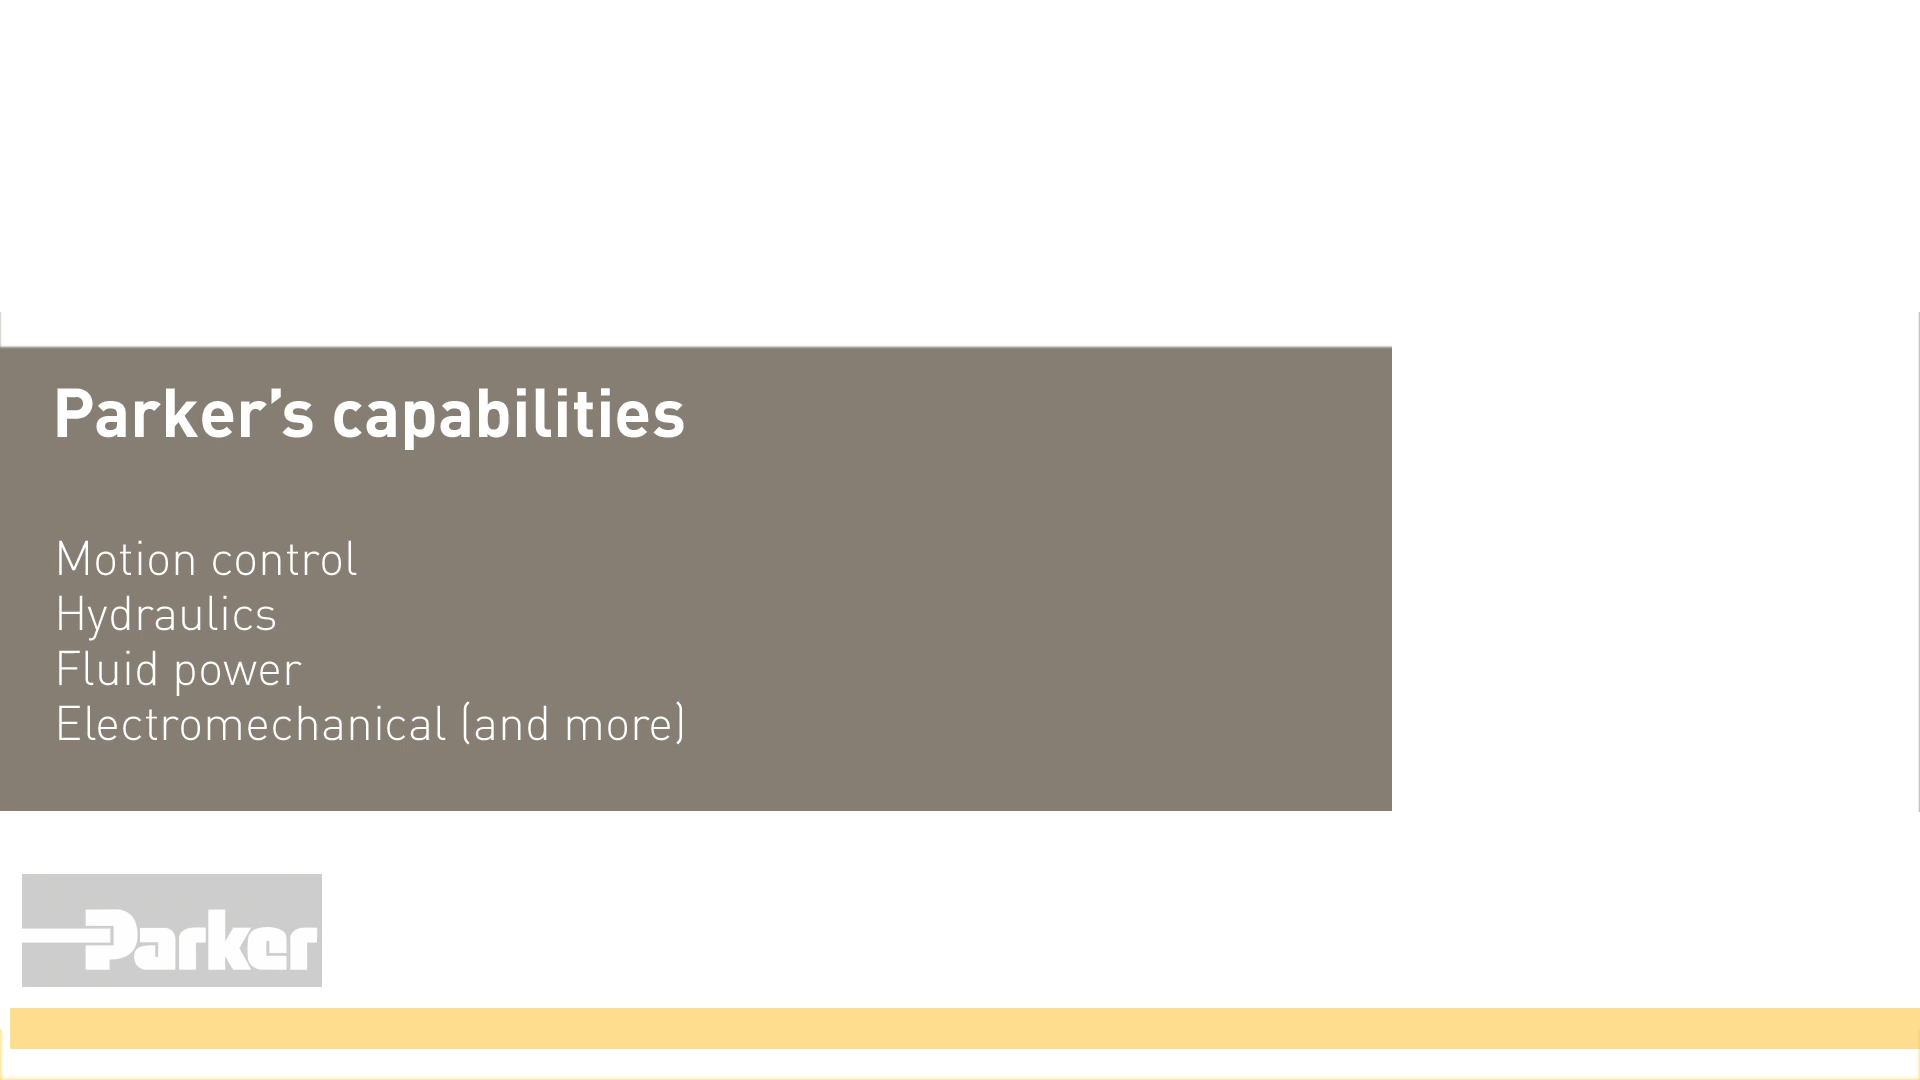 Parker’s capabilities
Motion control
Hydraulics
Fluid power
Electromechanical (and more)
Parker